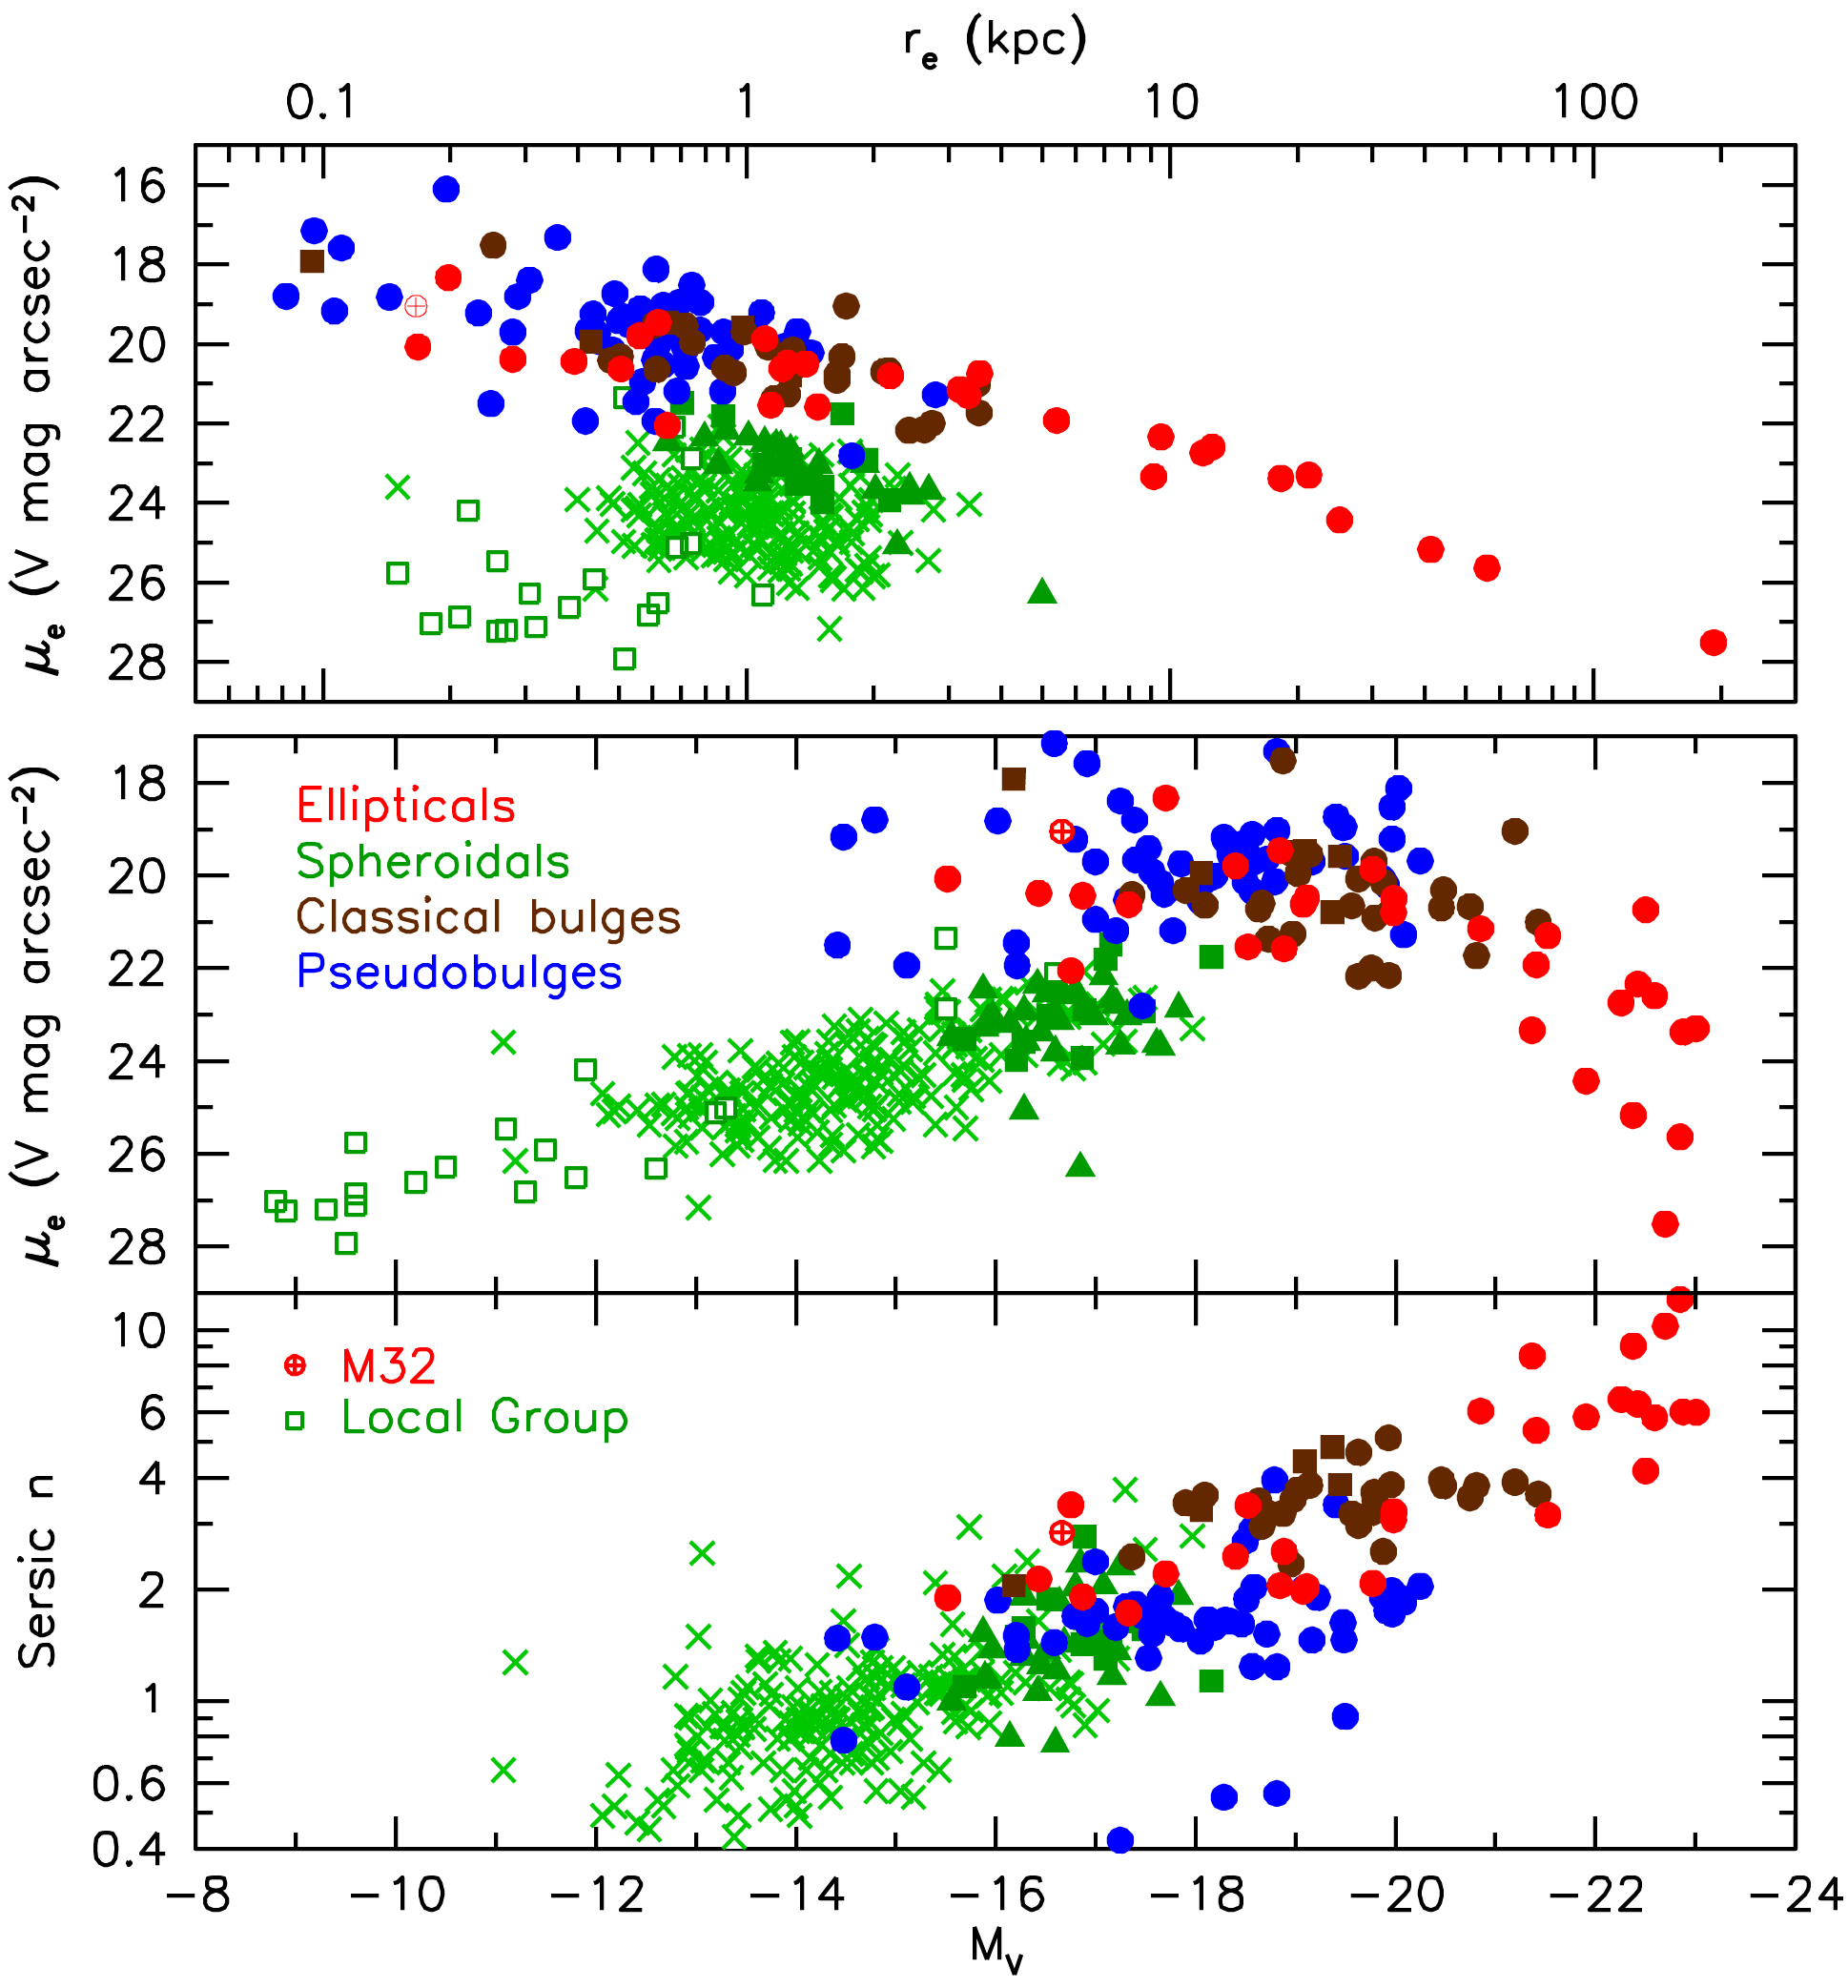 r_e (kpc)
0.1 1 10 100
μ_e (V mag arcsec⁻²)
16
18
20
22
24
26
28
μ_e (V mag arcsec⁻²)
18
20
22
24
26
28
Ellipticals
Spheroidals
Classical bulges
Pseudobulges
Sersic n
10
6
4
2
1
0.6
0.4
M32
Local Group
-8 -10 -12 -14 -16 -18 -20 -22 -24
M_V